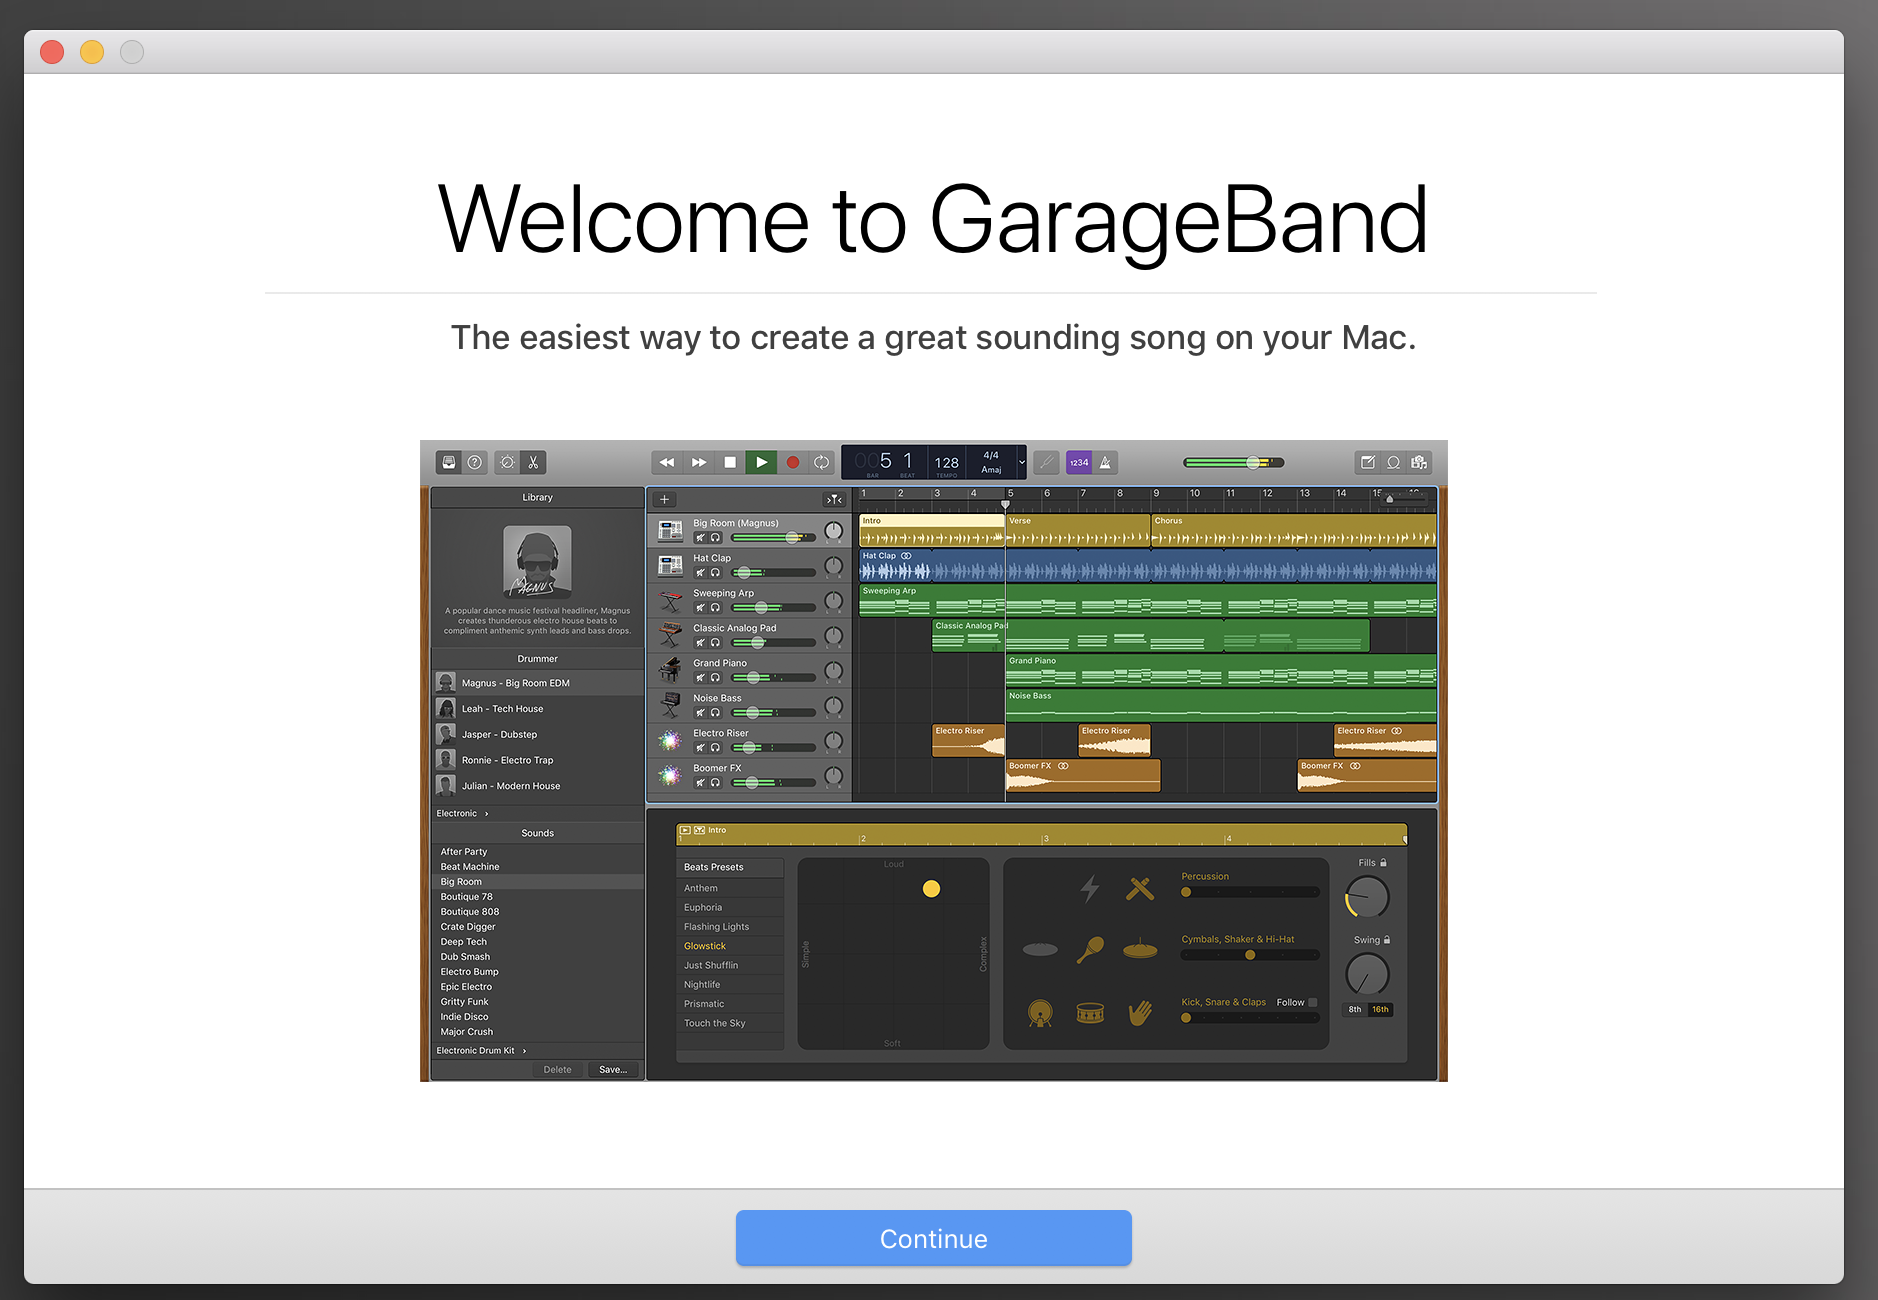 Welcome to GarageBand
The easiest way to create a great sounding song on your Mac.
005 1
BAR BEAT
128
TEMPO
4/4
Amaj
1234
Library
MAGNUS
A popular dance music festival headliner, Magnus
creates thunderous electro house beats to
compliment anthemic synth leads and bass drops.
Drummer
Magnus - Big Room EDM
Leah - Tech House
Jasper - Dubstep
Ronnie - Electro Trap
Julian - Modern House
Electronic ›
Sounds
After Party
Beat Machine
Big Room
Boutique 78
Boutique 808
Crate Digger
Deep Tech
Dub Smash
Electro Bump
Epic Electro
Gritty Funk
Indie Disco
Major Crush
Electronic Drum Kit ›
Delete Save...
Big Room (Magnus)
Hat Clap
Sweeping Arp
Classic Analog Pad
Grand Piano
Noise Bass
Electro Riser
Boomer FX
1 2 3 4 5 6 7 8 9 10 11 12 13 14 15
Intro Verse Chorus
Hat Clap
Sweeping Arp
Classic Analog Pad
Grand Piano
Noise Bass
Electro Riser Electro Riser Electro Riser
Boomer FX Boomer FX
Intro
1 2 3 4
Beats Presets
Anthem
Euphoria
Flashing Lights
Glowstick
Just Shufflin
Nightlife
Prismatic
Touch the Sky
Loud
Simple
Complex
Soft
Percussion
Cymbals, Shaker & Hi-Hat
Kick, Snare & Claps Follow
Fills
Swing
8th 16th
Continue